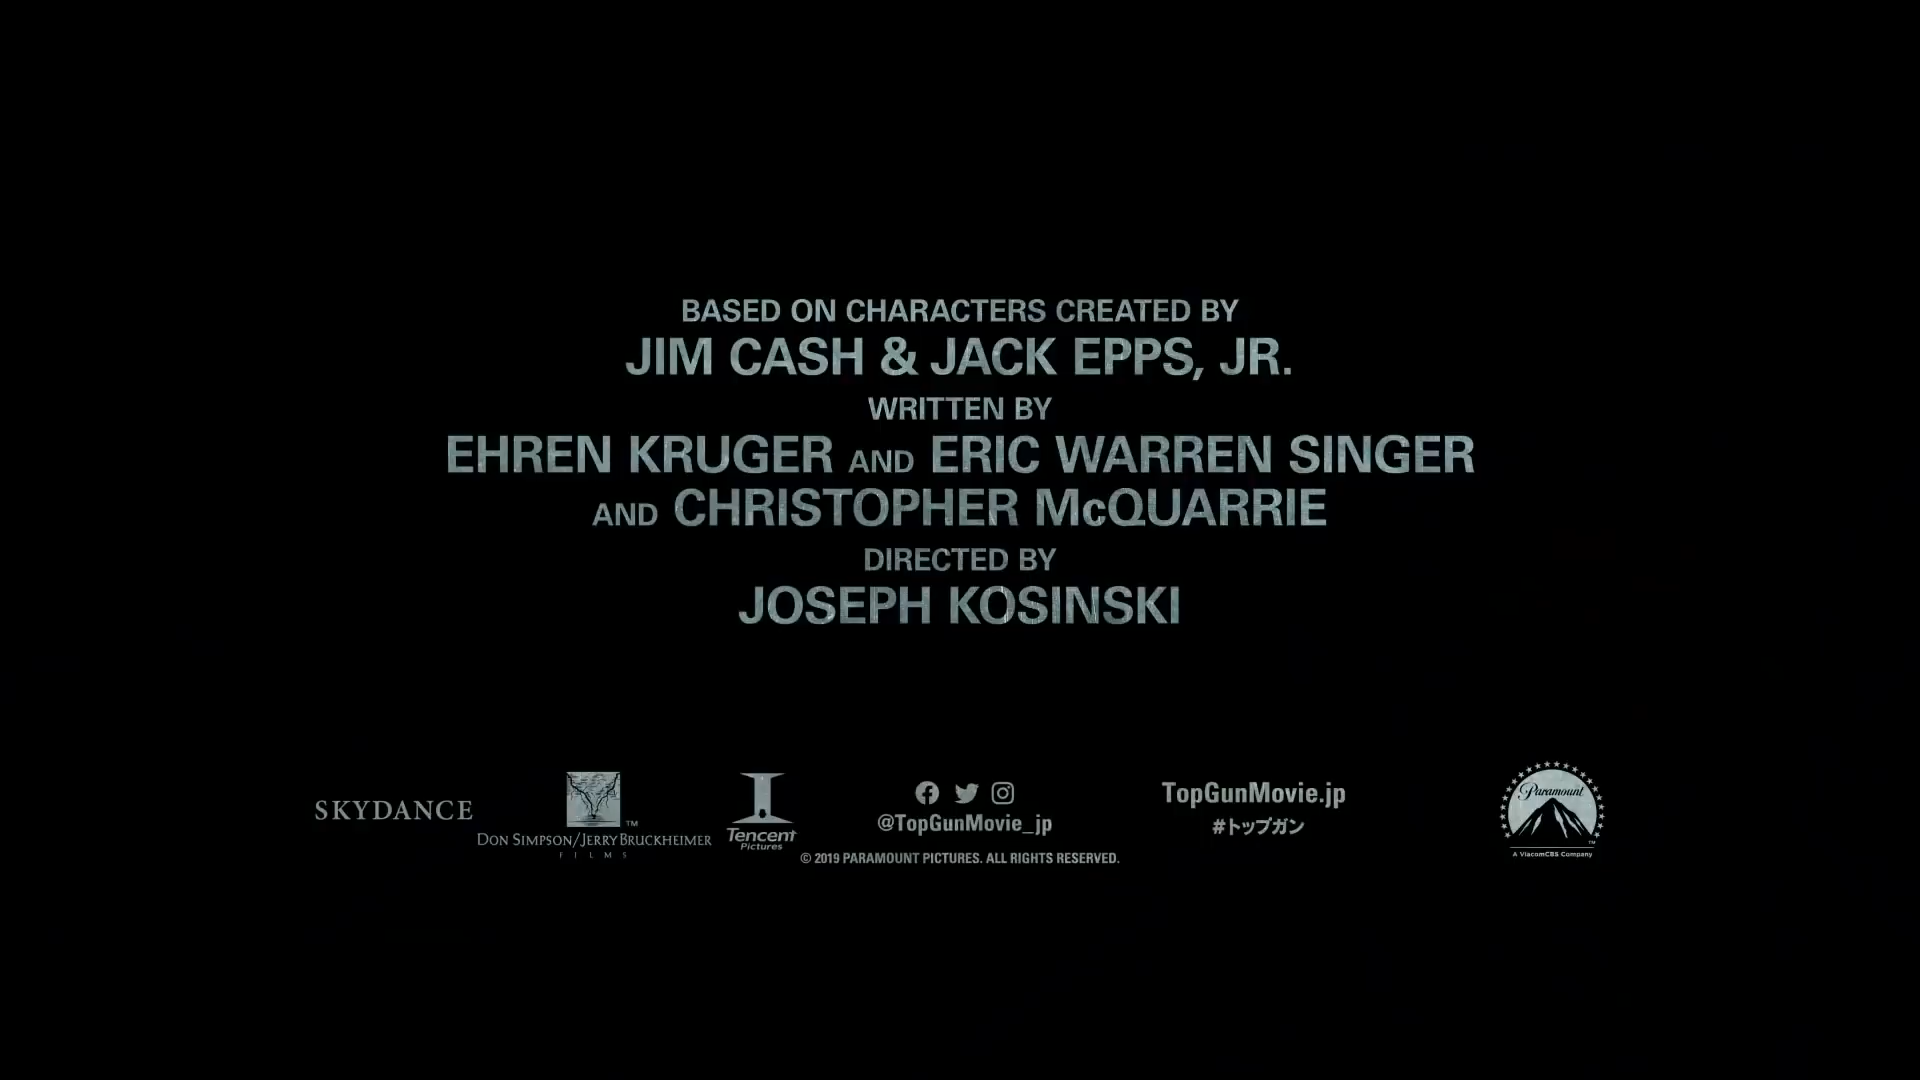 BASED ON CHARACTERS CREATED BY
JIM CASH & JACK EPPS, JR.
WRITTEN BY
EHREN KRUGER AND ERIC WARREN SINGER
AND CHRISTOPHER McQUARRIE
DIRECTED BY
JOSEPH KOSINSKI
SKYDANCE
TM
DON SIMPSON/JERRY BRUCKHEIMER
FILMS
Tencent
Pictures
@TopGunMovie_jp
© 2019 PARAMOUNT PICTURES. ALL RIGHTS RESERVED.
TopGunMovie.jp
#トップガン
Paramount
TM
A ViacomCBS Company